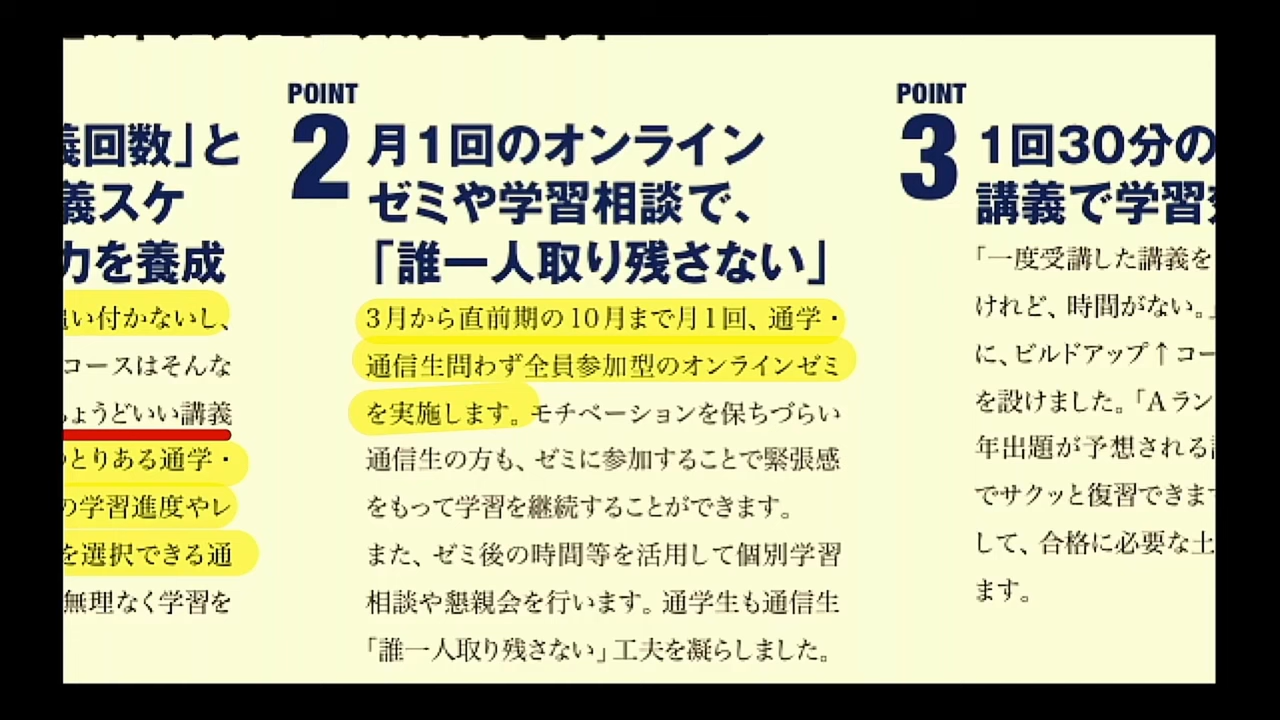 義回数」と
義スケ
力を養成
追い付かないし、
コースはそんな
ちょうどいい講義
とりある通学・
の学習進度やレ
を選択できる通
無理なく学習を
POINT
2
月1回のオンライン
ゼミや学習相談で、
「誰一人取り残さない」
3月から直前期の10月まで月1回、通学・
通信生問わず全員参加型のオンラインゼミ
を実施します。モチベーションを保ちづらい
通信生の方も、ゼミに参加することで緊張感
をもって学習を継続することができます。
また、ゼミ後の時間等を活用して個別学習
相談や懇親会を行います。通学生も通信生
「誰一人取り残さない」工夫を凝らしました。
POINT
3
1回30分の
講義で学習
「一度受講した講義を
けれど、時間がない。
に、ビルドアップ↑コー
を設けました。「Aラン
年出題が予想される
でサクッと復習できます
して、合格に必要な土
ます。